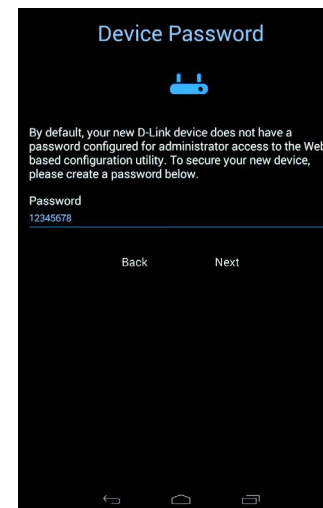 Device Password
By default, your new D-Link device does not have a
password configured for administrator access to the Web
based configuration utility. To secure your new device,
please create a password below.
Password
12345678
Back Next